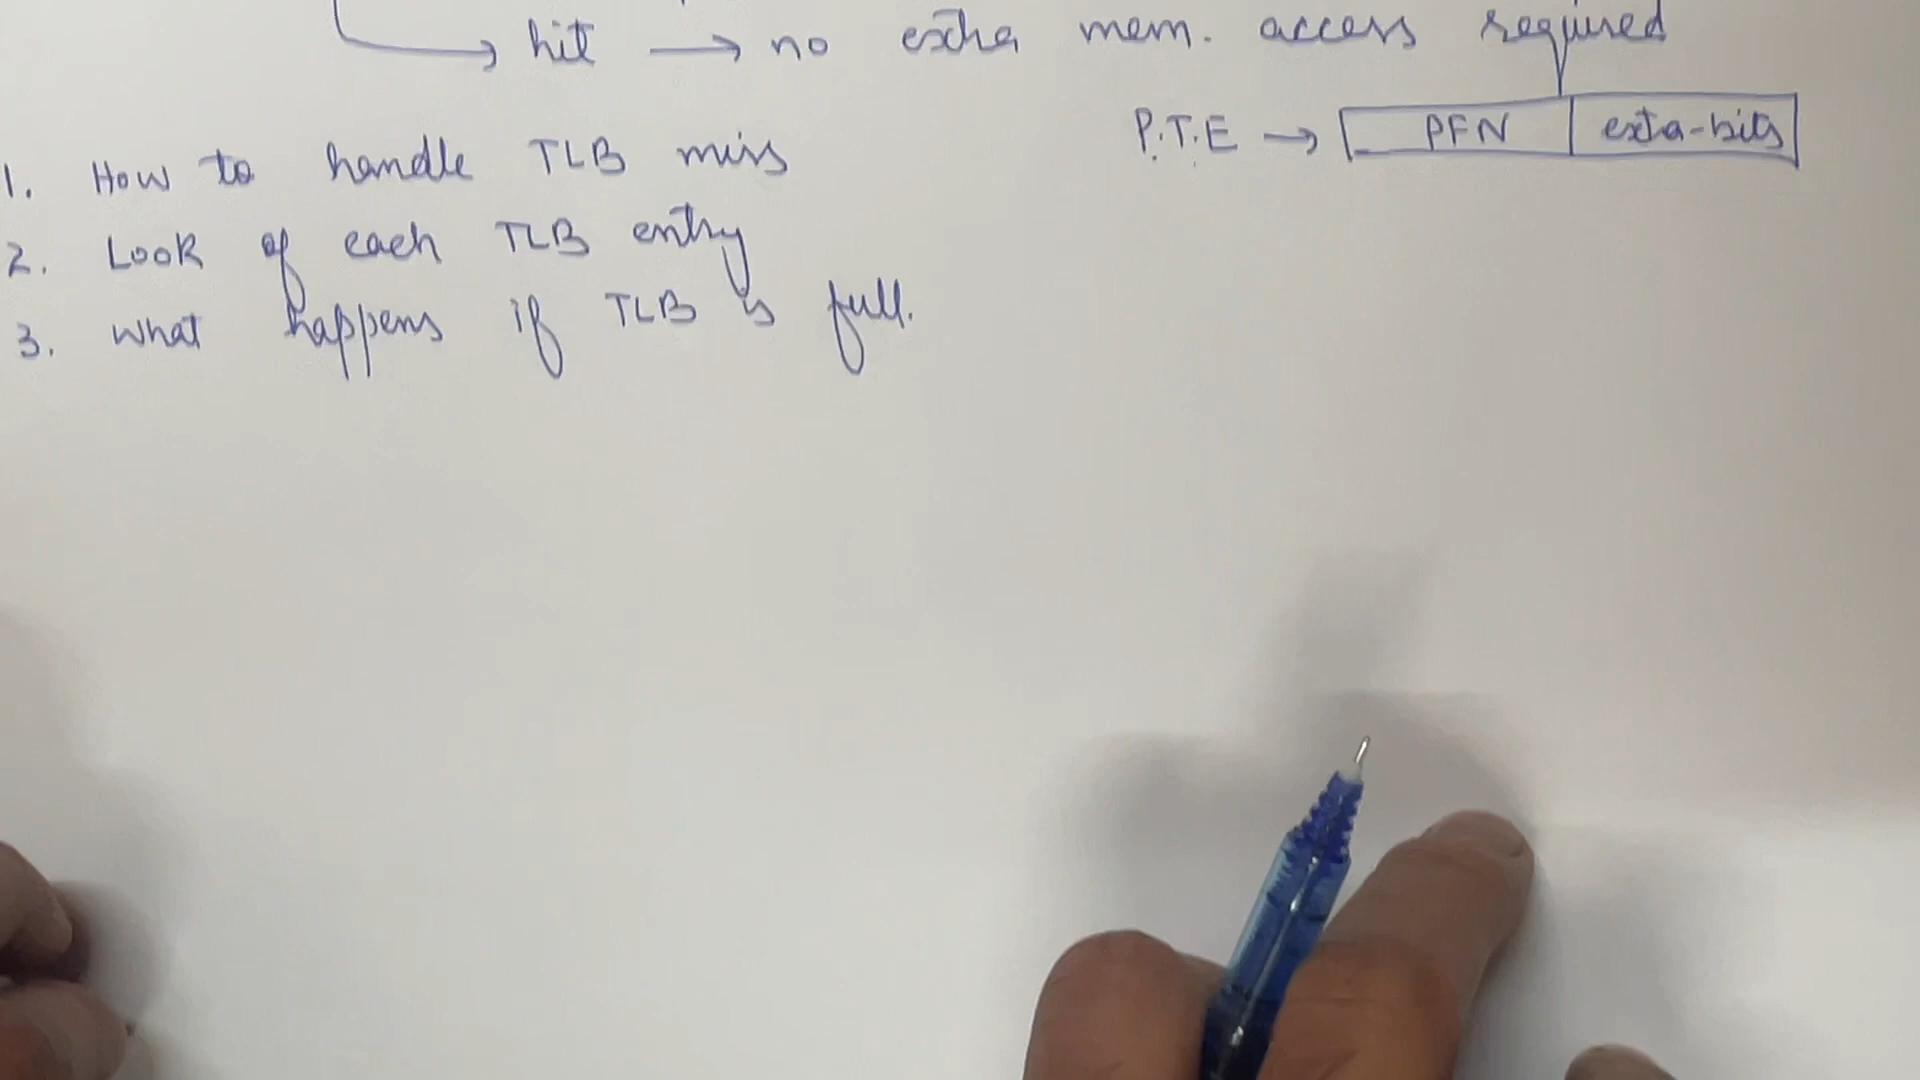 hit → no extra mem. access required
P.T.E → PFN exta-bits
1. How to handle TLB miss
2. Look of each TLB entry
3. What happens if TLB is full.